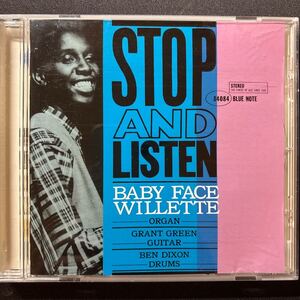 STOP
AND
LISTEN
BABY FACE
WILLETTE
ORGAN
GRANT GREEN
GUITAR
BEN DIXON
DRUMS
STEREO
84084 BLUE NOTE